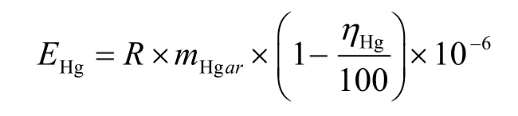 E_Hg = R × m_Hgar × (1 − η_Hg/100) × 10^−6